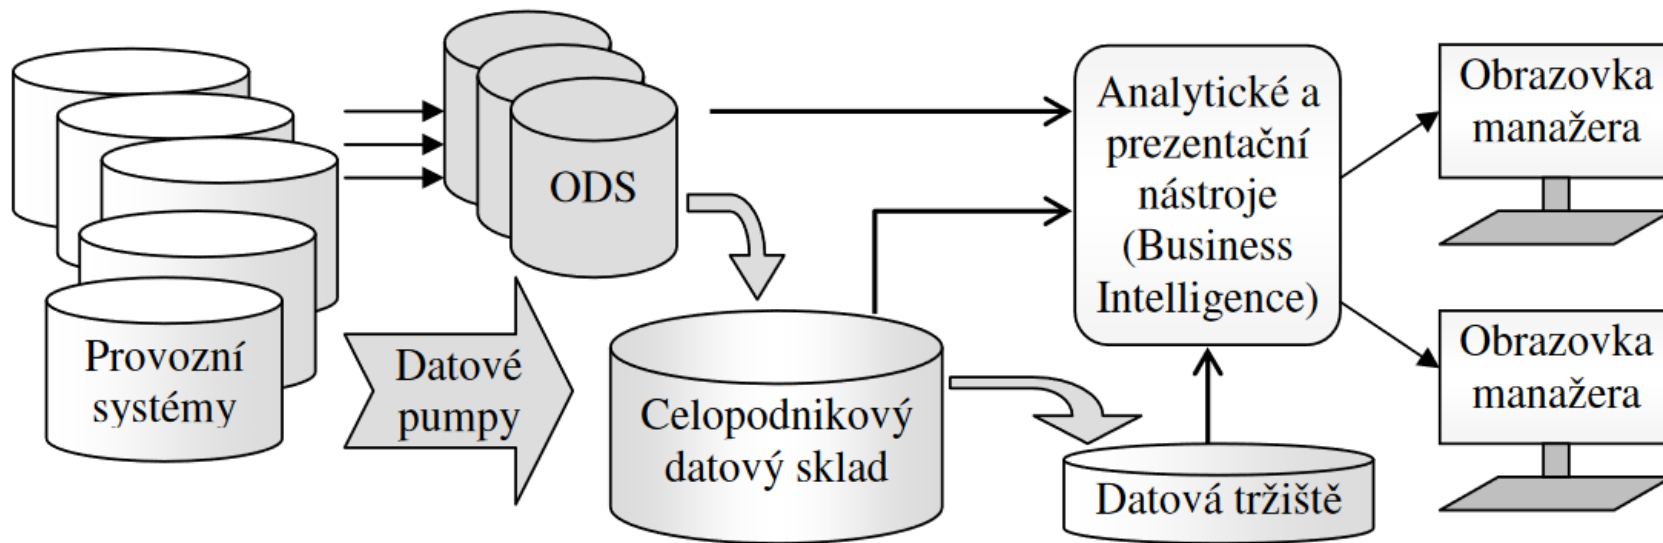 Provozní
systémy
ODS
Datové
pumpy
Celopodnikový
datový sklad
Datová tržiště
Analytické a
prezentační
nástroje
(Business
Intelligence)
Obrazovka
manažera
Obrazovka
manažera